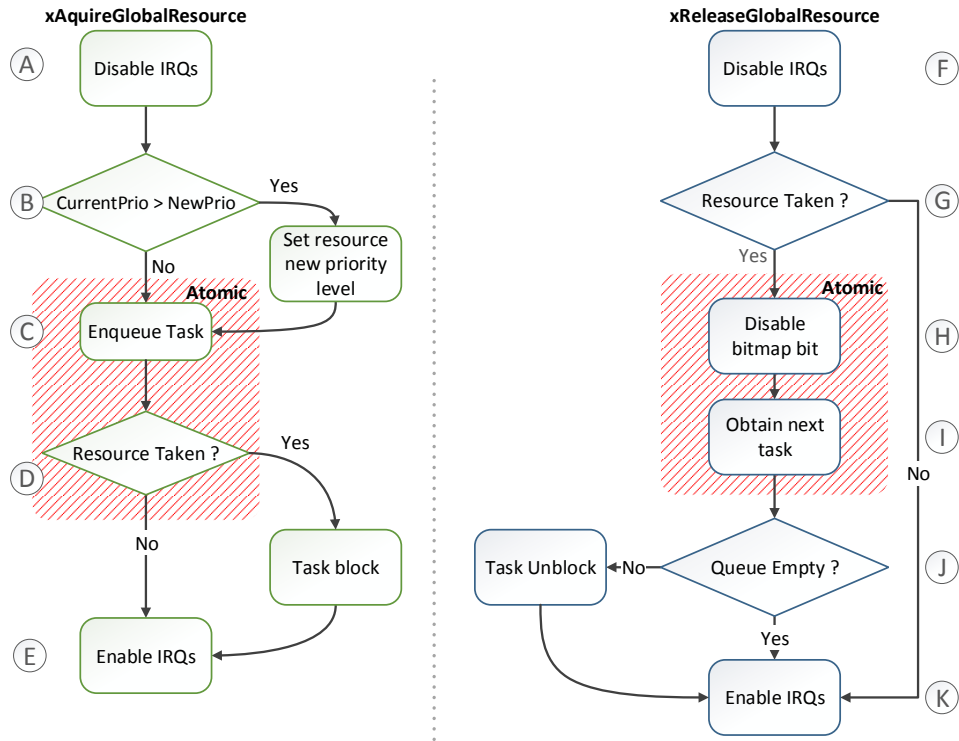 xAquireGlobalResource
A
Disable IRQs
B
CurrentPrio > NewPrio
Yes
Set resource
new priority
level
No
Atomic
C
Enqueue Task
D
Resource Taken ?
Yes
No
Task block
E
Enable IRQs
xReleaseGlobalResource
Disable IRQs
F
Resource Taken ?
G
Yes
Atomic
Disable
bitmap bit
H
Obtain next
task
I
No
Task Unblock
No
Queue Empty ?
J
Yes
Enable IRQs
K